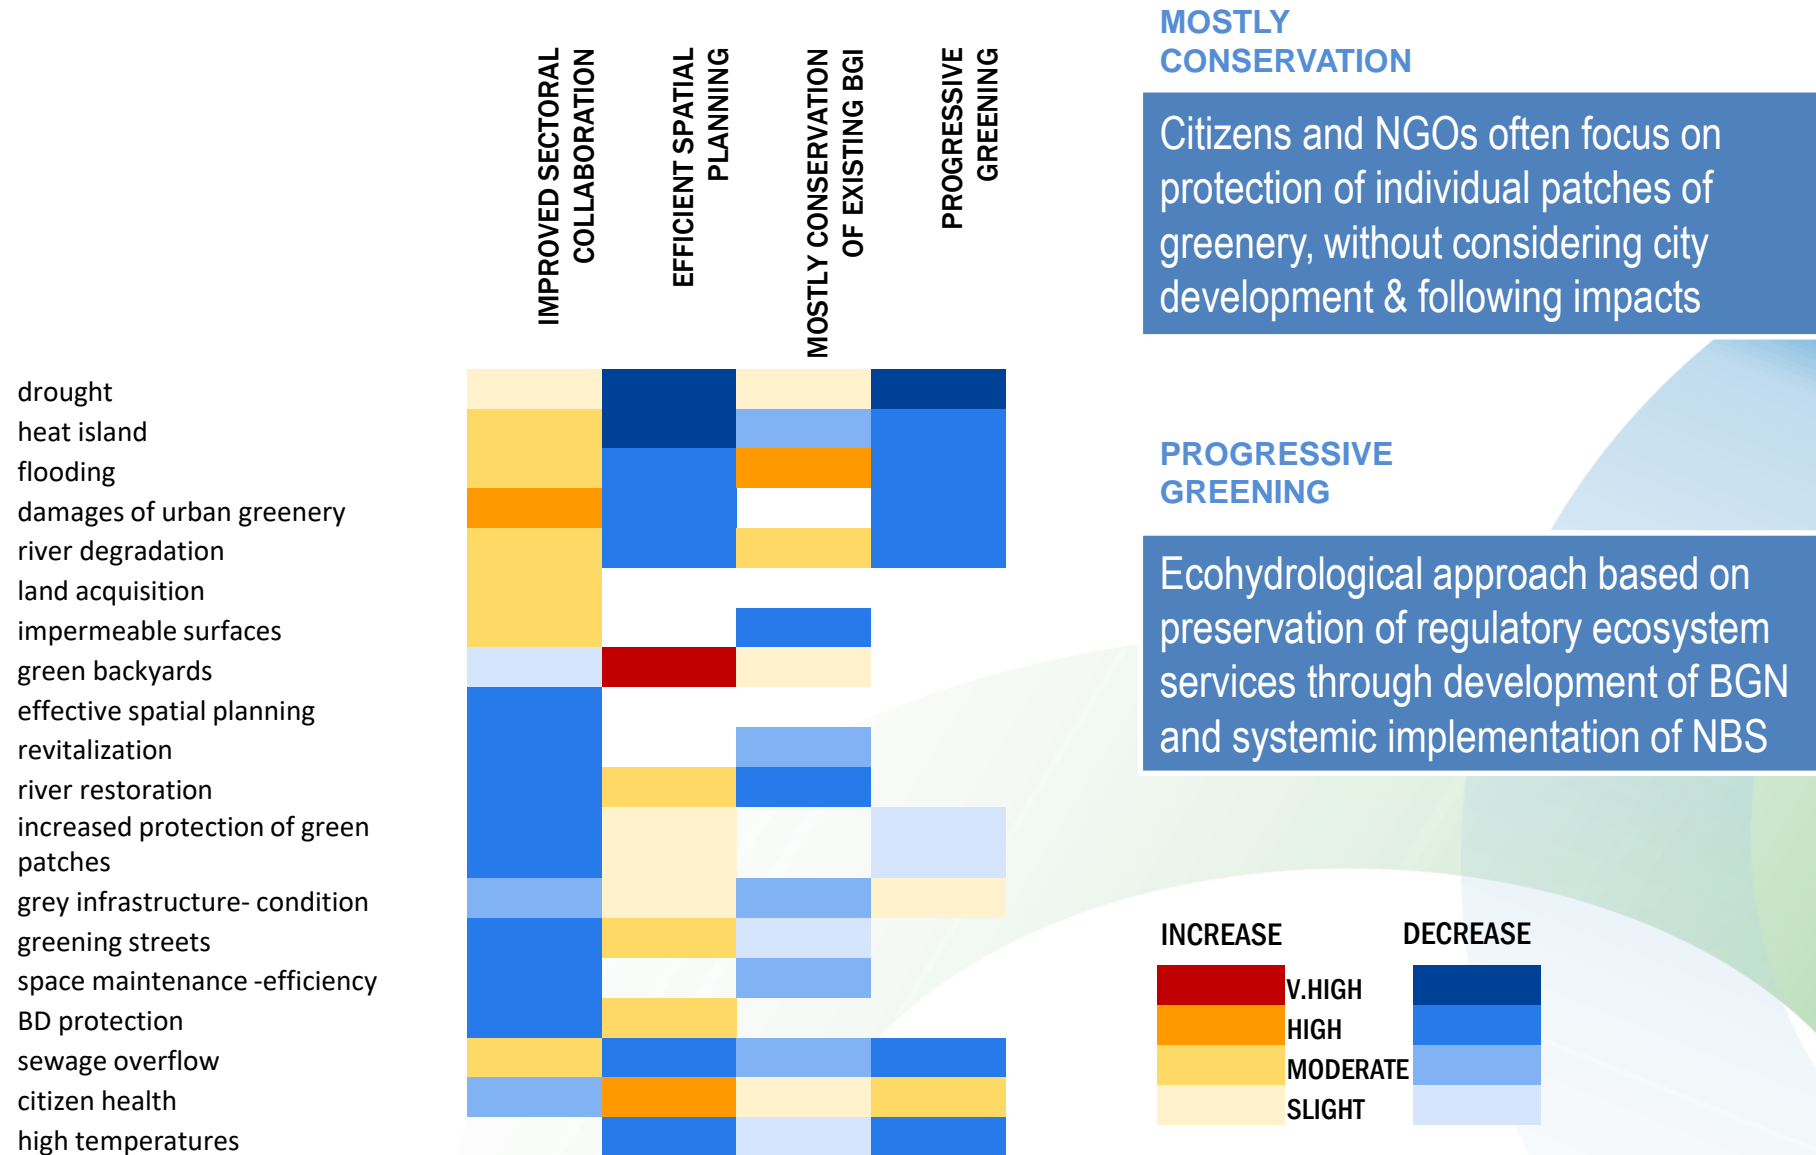 IMPROVED SECTORAL
COLLABORATION
EFFICIENT SPATIAL
PLANNING
MOSTLY CONSERVATION
OF EXISTING BGI
PROGRESSIVE
GREENING
drought
heat island
flooding
damages of urban greenery
river degradation
land acquisition
impermeable surfaces
green backyards
effective spatial planning
revitalization
river restoration
increased protection of green
patches
grey infrastructure- condition
greening streets
space maintenance -efficiency
BD protection
sewage overflow
citizen health
high temperatures
MOSTLY
CONSERVATION
Citizens and NGOs often focus on
protection of individual patches of
greenery, without considering city
development & following impacts
PROGRESSIVE
GREENING
Ecohydrological approach based on
preservation of regulatory ecosystem
services through development of BGN
and systemic implementation of NBS
INCREASE DECREASE
V.HIGH
HIGH
MODERATE
SLIGHT